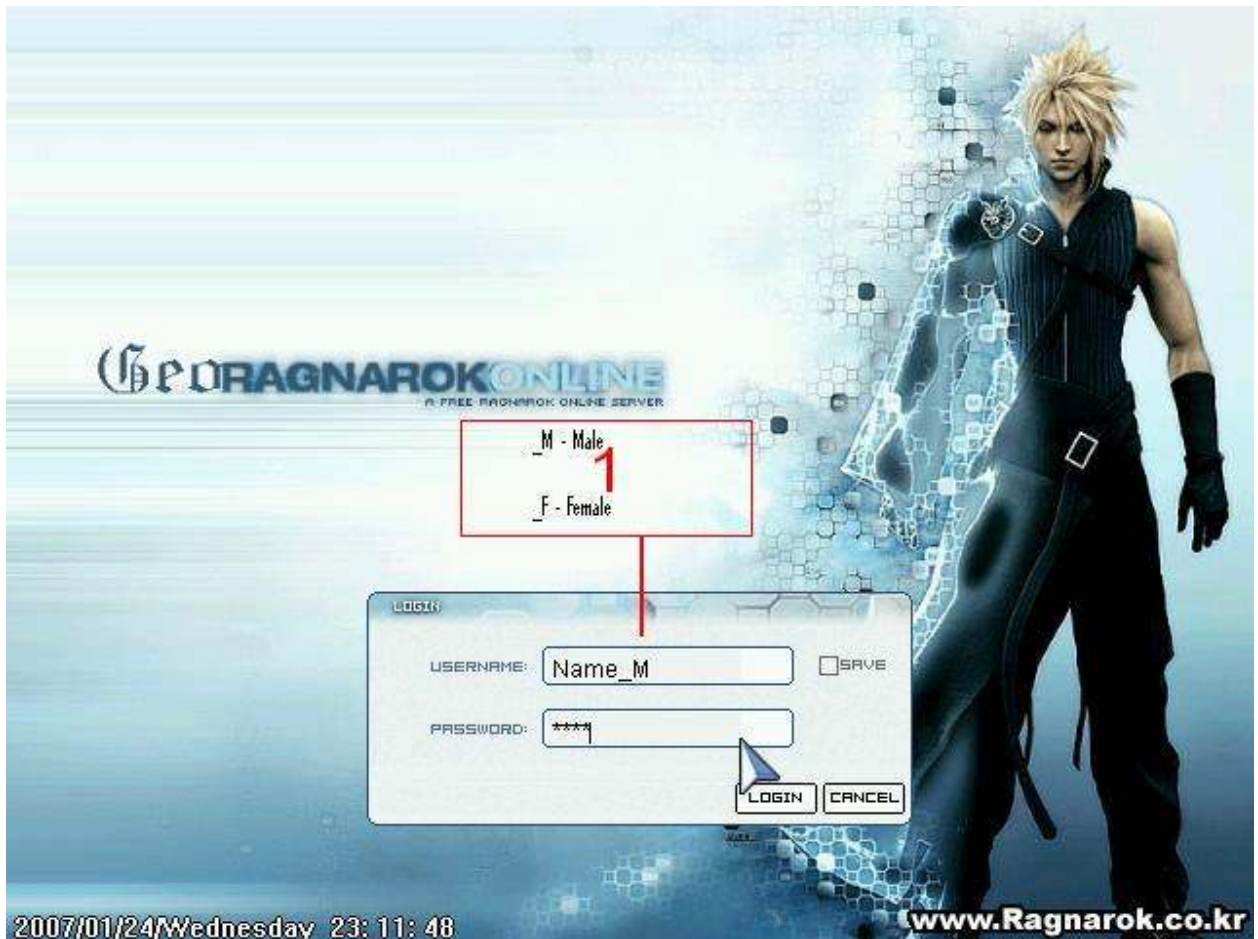 GeoRAGNAROKONLINE
A FREE RAGNAROK ONLINE SERVER
_M - Male
1
_F - Female
LOGIN
USERNAME: Name_M SAVE
PASSWORD: ****
LOGIN CANCEL
2007/01/24/Wednesday 23:11:48
www.Ragnarok.co.kr